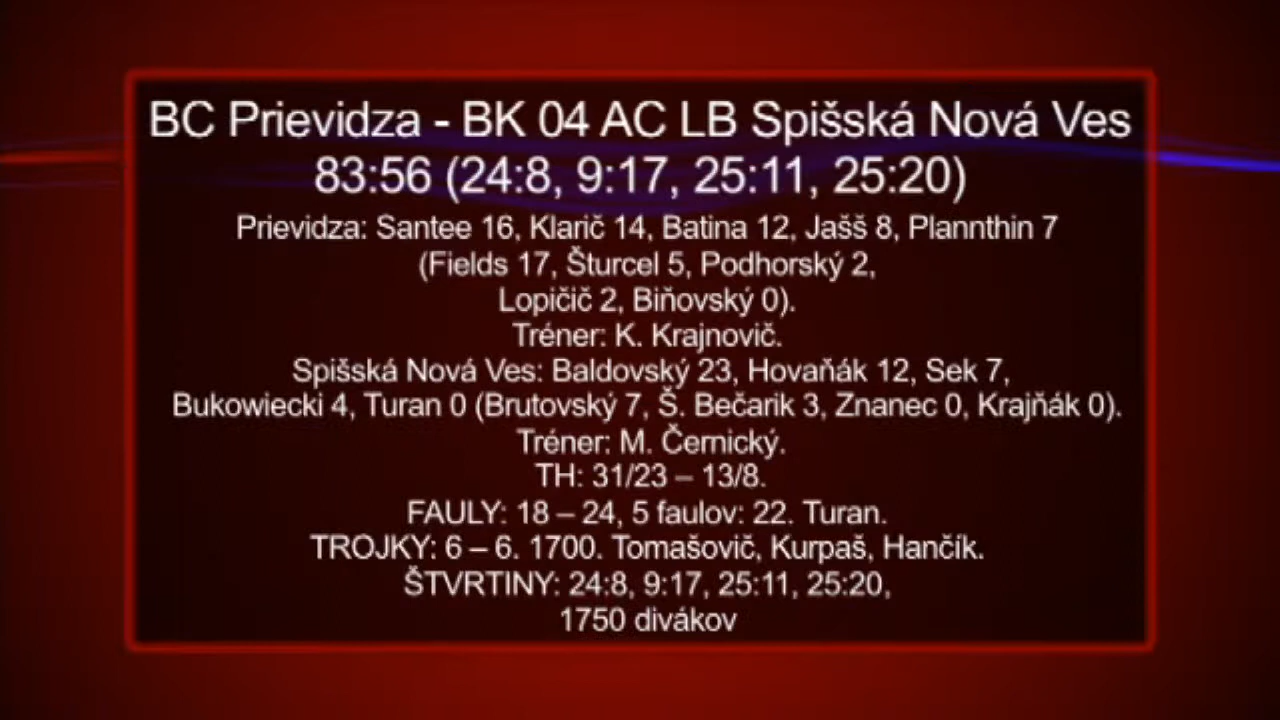 BC Prievidza - BK 04 AC LB Spišská Nová Ves
83:56 (24:8, 9:17, 25:11, 25:20)
Prievidza: Santee 16, Klarič 14, Batina 12, Jašš 8, Plannthin 7
(Fields 17, Šturcel 5, Podhorský 2,
Lopičič 2, Biňovský 0).
Tréner: K. Krajnovič.
Spišská Nová Ves: Baldovský 23, Hovaňák 12, Sek 7,
Bukowiecki 4, Turan 0 (Brutovský 7, Š. Bečarik 3, Znanec 0, Krajňák 0).
Tréner: M. Černický.
TH: 31/23 – 13/8.
FAULY: 18 – 24, 5 faulov: 22. Turan.
TROJKY: 6 – 6. 1700. Tomašovič, Kurpaš, Hančík.
ŠTVRTINY: 24:8, 9:17, 25:11, 25:20,
1750 divákov